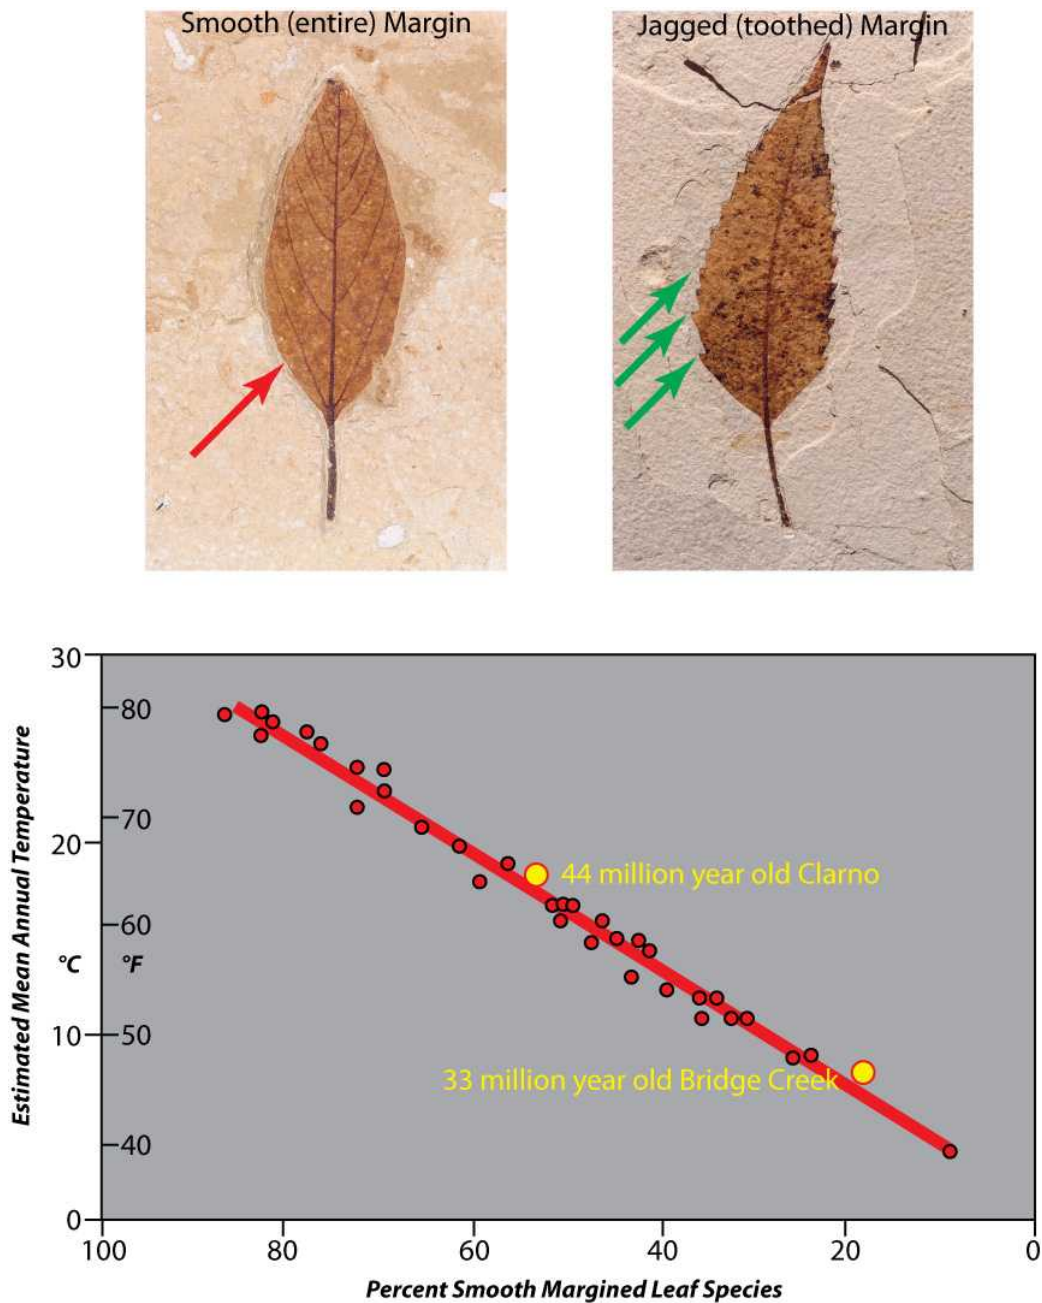 Smooth (entire) Margin
Jagged (toothed) Margin
30
80
70
20
44 million year old Clarno
60
°C
°F
10
50
33 million year old Bridge Creek
40
0
100
80
60
40
20
0
Estimated Mean Annual Temperature
Percent Smooth Margined Leaf Species